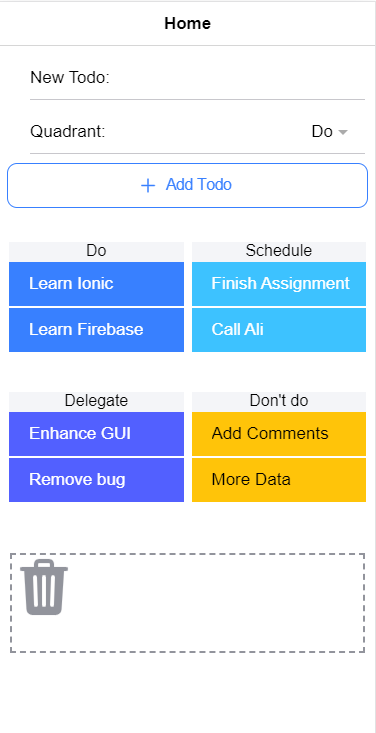 Home
New Todo:
Quadrant: Do
Add Todo
Do
Learn Ionic
Learn Firebase
Schedule
Finish Assignment
Call Ali
Delegate
Enhance GUI
Remove bug
Don't do
Add Comments
More Data